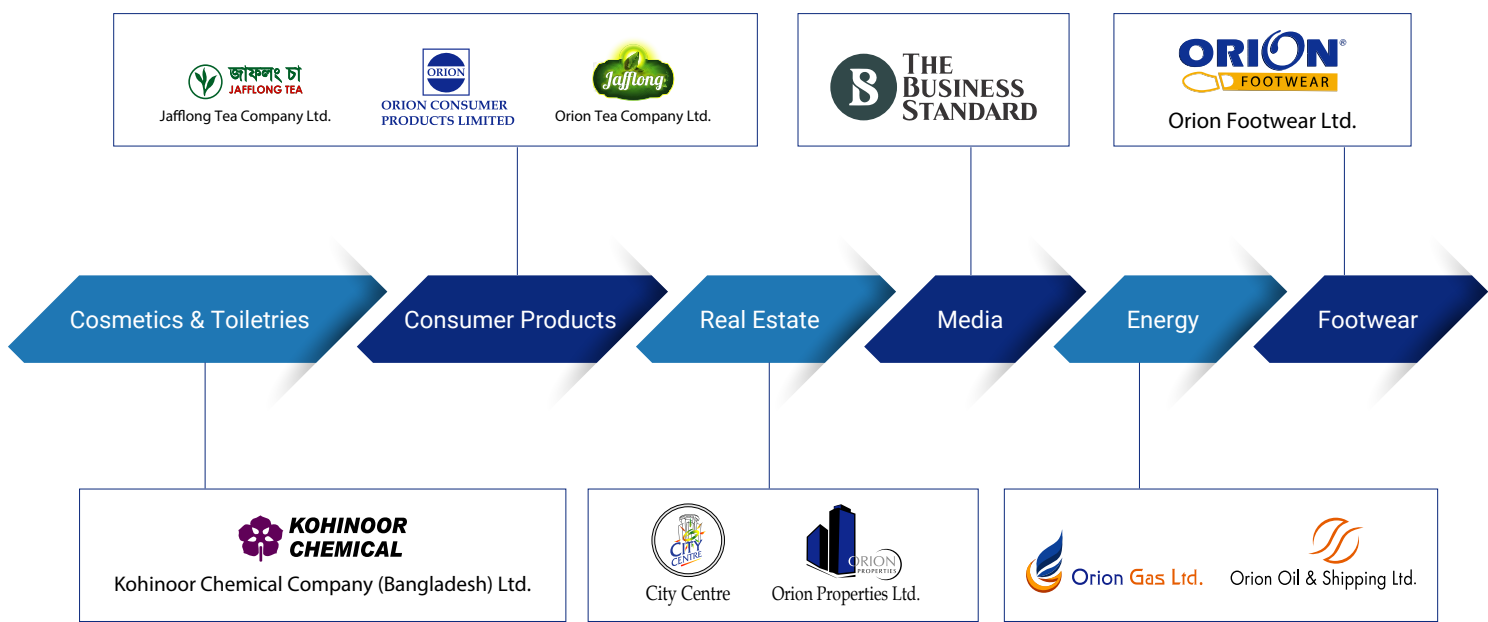 জাফলং চা
JAFFLONG TEA
Jafflong Tea Company Ltd.
ORION
ORION CONSUMER
PRODUCTS LIMITED
Jafflong
Orion Tea Company Ltd.
B
THE
BUSINESS
STANDARD
ORION®
FOOTWEAR
Orion Footwear Ltd.
Cosmetics & Toiletries
Consumer Products
Real Estate
Media
Energy
Footwear
KOHINOOR
CHEMICAL
Kohinoor Chemical Company (Bangladesh) Ltd.
CITY
CENTRE
City Centre
ORION
PROPERTIES
Orion Properties Ltd.
Orion Gas Ltd.
Orion Oil & Shipping Ltd.